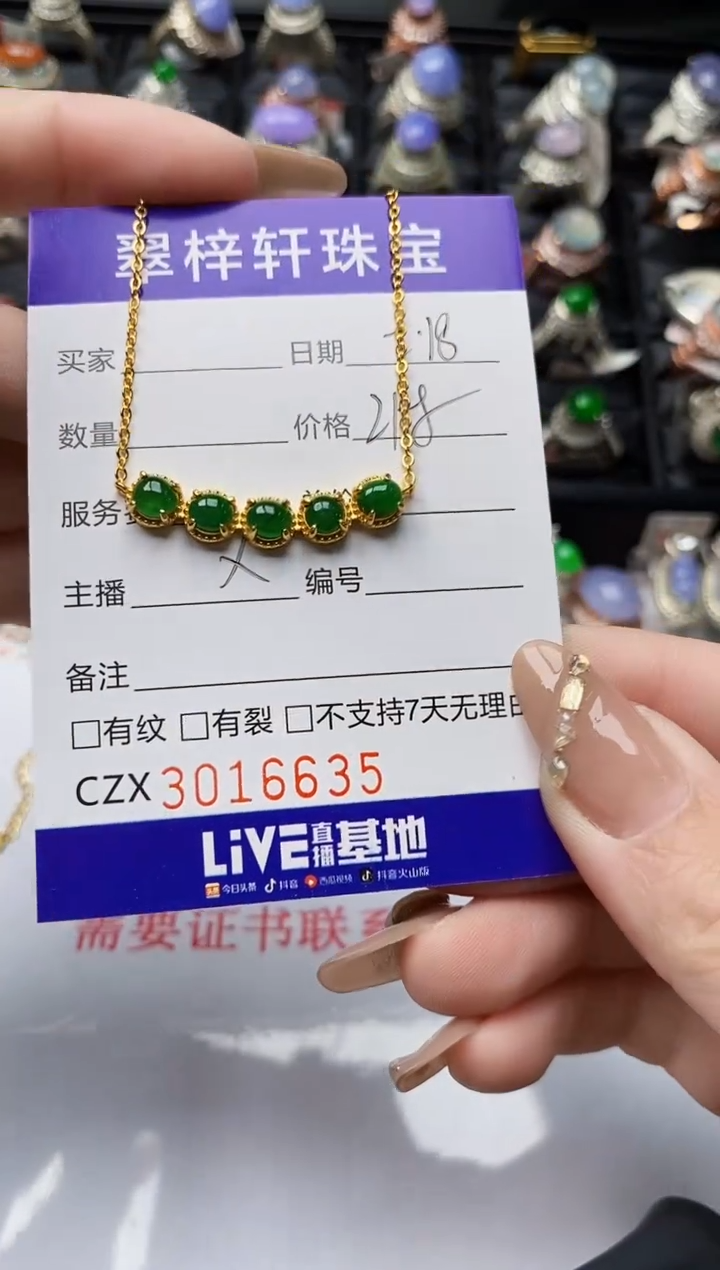 翠梓轩珠宝
买家 日期 7.18
数量 价格
服务
主播 编号
备注
□有纹 □有裂 □不支持7天无理由
CZX 3016635
LiVE直播基地
今日头条 抖音 西瓜视频 抖音火山版
需要证书联系